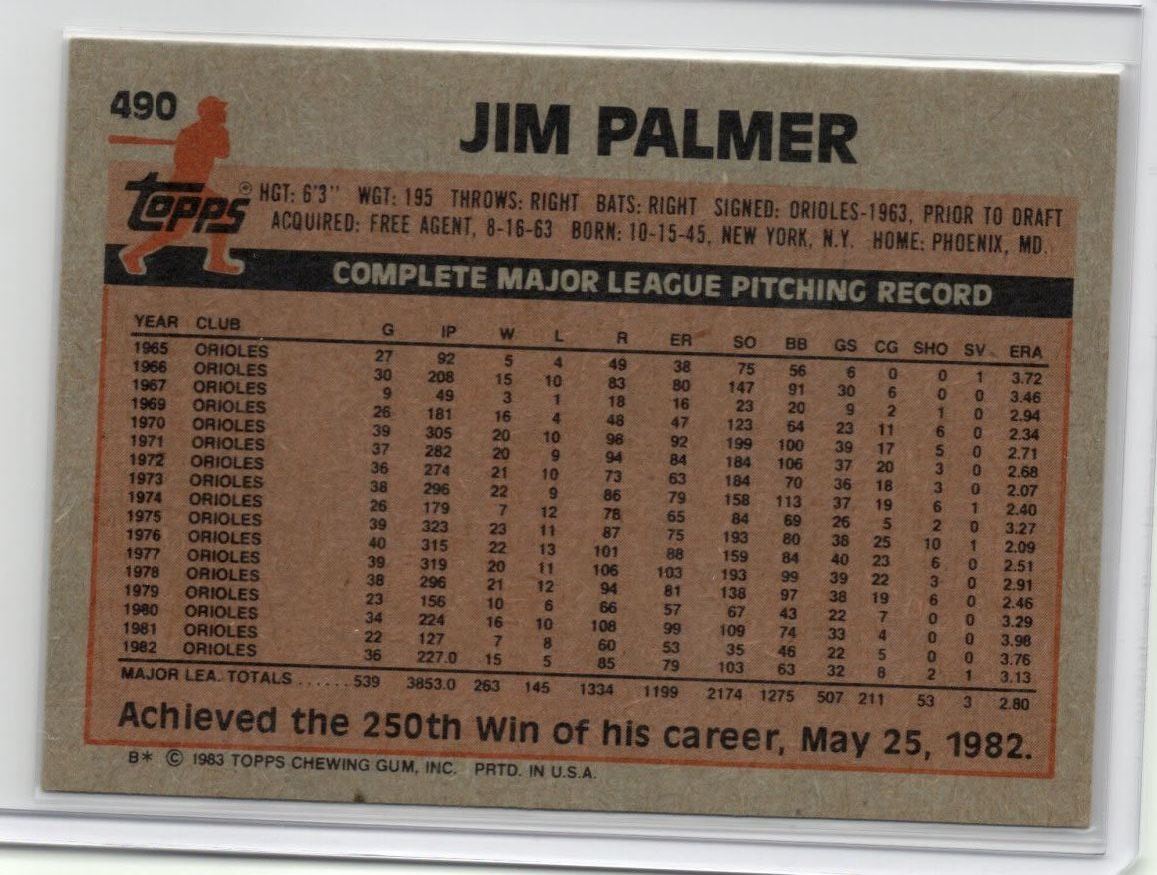 490
JIM PALMER
Topps ®
HGT: 6'3" WGT: 195 THROWS: RIGHT BATS: RIGHT SIGNED: ORIOLES-1963, PRIOR TO DRAFT
ACQUIRED: FREE AGENT, 8-16-63 BORN: 10-15-45, NEW YORK, N.Y. HOME: PHOENIX, MD.
COMPLETE MAJOR LEAGUE PITCHING RECORD
YEAR CLUB G IP W L R ER SO BB GS CG SHO SV ERA
1965 ORIOLES 27 92 5 4 49 38 75 56 6 0 0 1 3.72
1966 ORIOLES 30 208 15 10 83 80 147 91 30 6 0 0 3.46
1967 ORIOLES 9 49 3 1 18 16 23 20 9 2 1 0 2.94
1969 ORIOLES 26 181 16 4 48 47 123 64 23 11 6 0 2.34
1970 ORIOLES 39 305 20 10 98 92 199 100 39 17 5 0 2.71
1971 ORIOLES 37 282 20 9 94 84 184 106 37 20 3 0 2.68
1972 ORIOLES 36 274 21 10 73 63 184 70 36 18 3 0 2.07
1973 ORIOLES 38 296 22 9 86 79 158 113 37 19 6 1 2.40
1974 ORIOLES 26 179 7 12 78 65 84 69 26 5 2 0 3.27
1975 ORIOLES 39 323 23 11 87 75 193 80 38 25 10 1 2.09
1976 ORIOLES 40 315 22 13 101 88 159 84 40 23 6 0 2.51
1977 ORIOLES 39 319 20 11 106 103 193 99 39 22 3 0 2.91
1978 ORIOLES 38 296 21 12 94 81 138 97 38 19 6 0 2.46
1979 ORIOLES 23 156 10 6 66 57 67 43 22 7 0 0 3.29
1980 ORIOLES 34 224 16 10 108 99 109 74 33 4 0 0 3.98
1981 ORIOLES 22 127 7 8 60 53 35 46 22 5 0 0 3.76
1982 ORIOLES 36 227.0 15 5 85 79 103 63 32 8 2 1 3.13
MAJOR LEA. TOTALS ...... 539 3853.0 263 145 1334 1199 2174 1275 507 211 53 3 2.80
Achieved the 250th Win of his career, May 25, 1982.
B* © 1983 TOPPS CHEWING GUM, INC. PRTD. IN U.S.A.